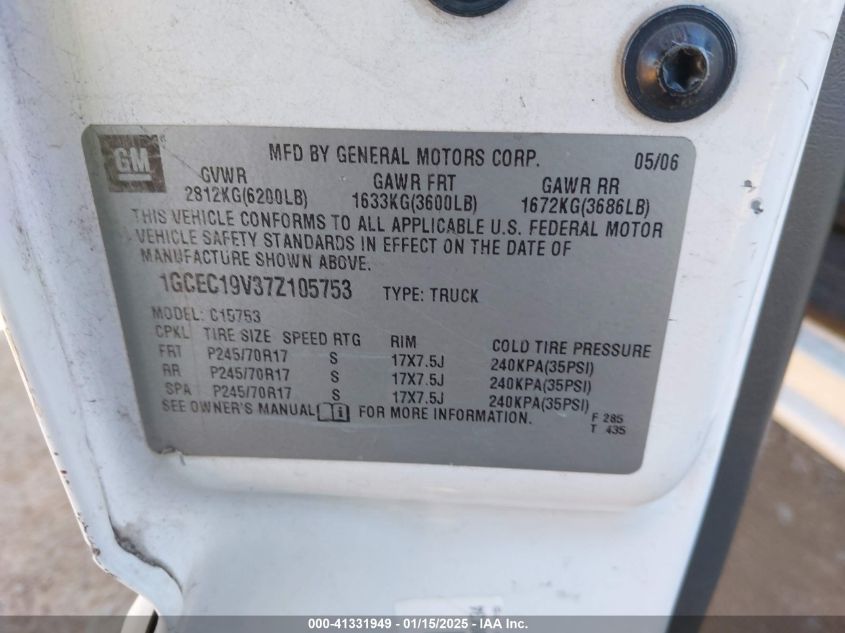 GM
MFD BY GENERAL MOTORS CORP. 05/06
GVWR GAWR FRT GAWR RR
2812KG(6200LB) 1633KG(3600LB) 1672KG(3686LB)
THIS VEHICLE CONFORMS TO ALL APPLICABLE U.S. FEDERAL MOTOR
VEHICLE SAFETY STANDARDS IN EFFECT ON THE DATE OF
MANUFACTURE SHOWN ABOVE.
1GCEC19V37Z105753 TYPE: TRUCK
MODEL: C15753
CPKL TIRE SIZE SPEED RTG RIM COLD TIRE PRESSURE
FRT P245/70R17 S 17X7.5J 240KPA(35PSI)
RR P245/70R17 S 17X7.5J 240KPA(35PSI)
SPA P245/70R17 S 17X7.5J 240KPA(35PSI)
SEE OWNER'S MANUAL i FOR MORE INFORMATION. F 285
T 435
000-41331949 - 01/15/2025 - IAA Inc.